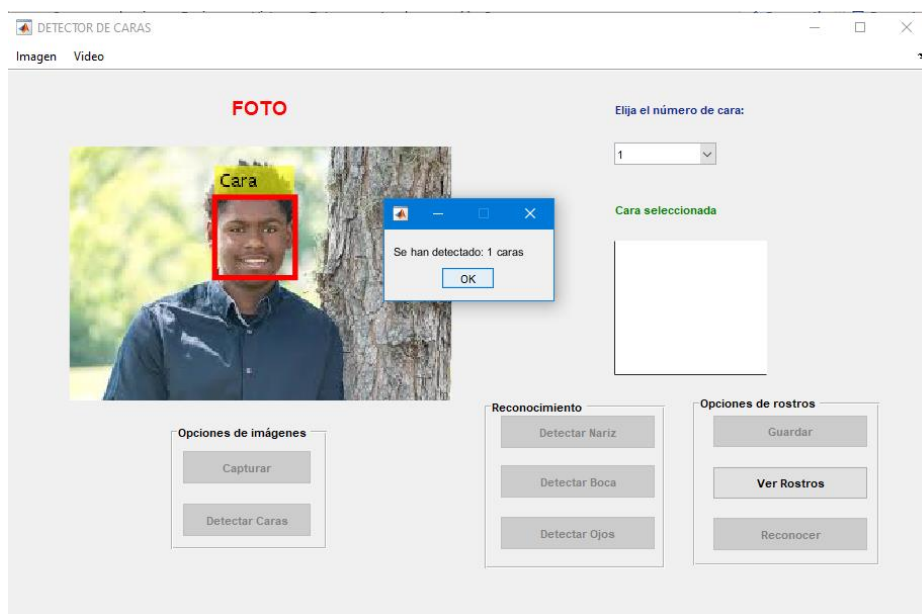 DETECTOR DE CARAS
Imagen Video
FOTO
Cara
Elija el número de cara:
1
Cara seleccionada
Se han detectado: 1 caras
OK
Opciones de imágenes
Capturar
Detectar Caras
Reconocimiento
Detectar Nariz
Detectar Boca
Detectar Ojos
Opciones de rostros
Guardar
Ver Rostros
Reconocer